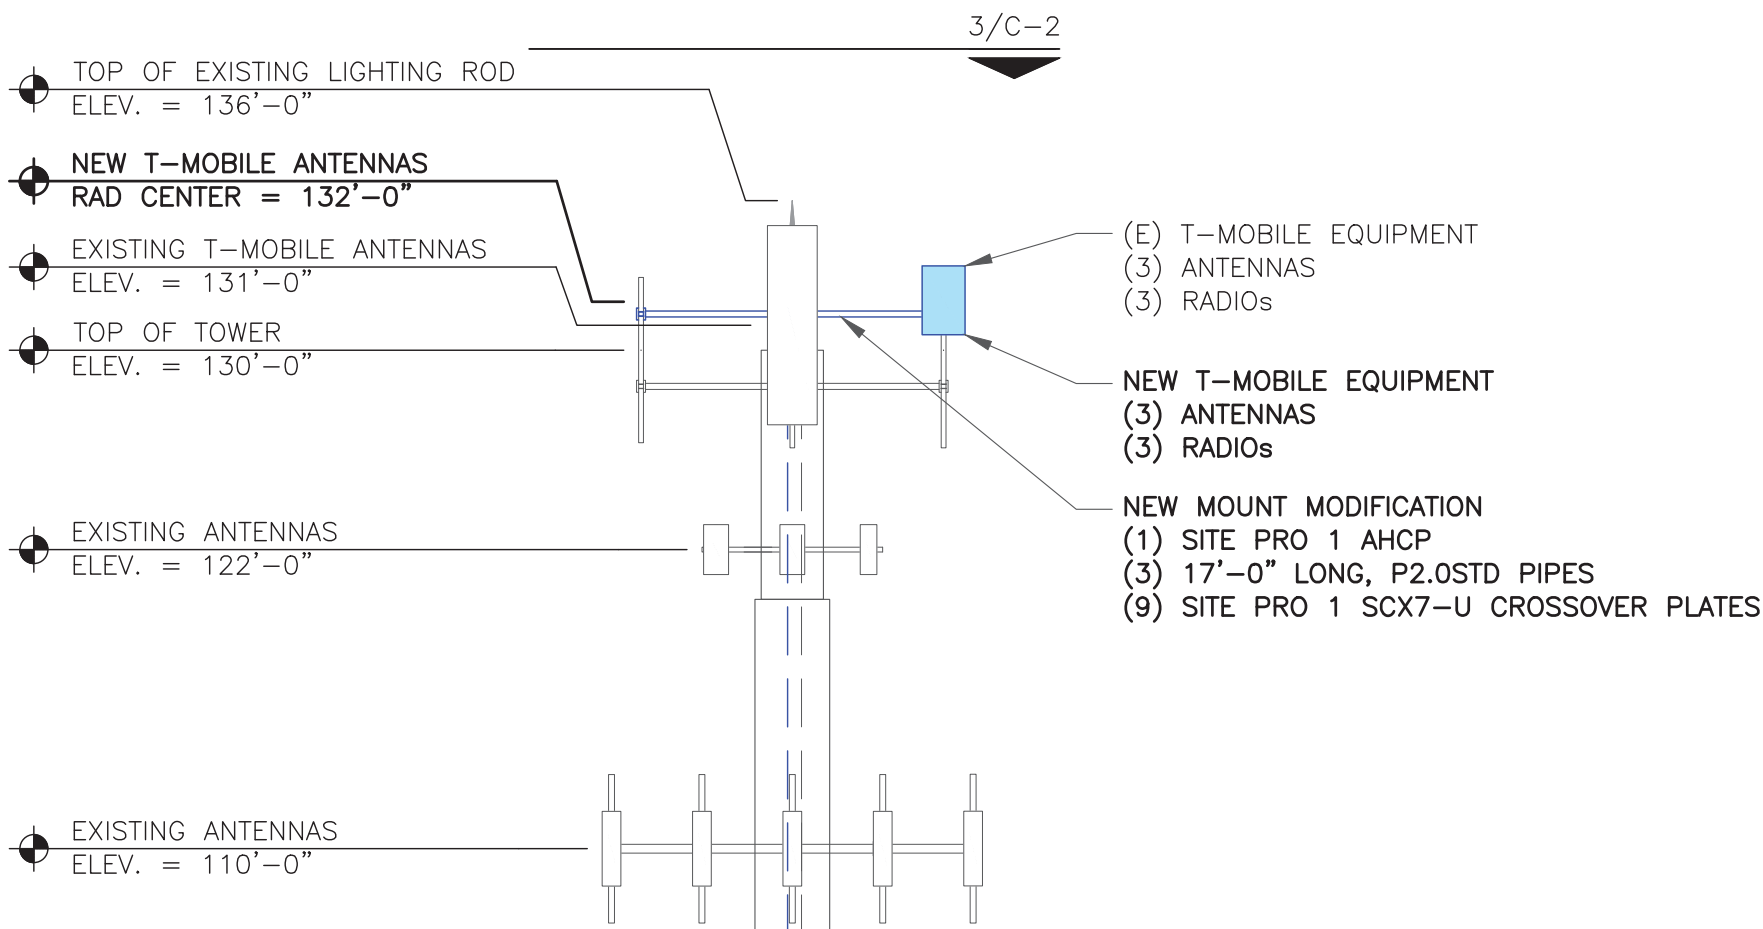 3/C-2
TOP OF EXISTING LIGHTING ROD
ELEV. = 136'-0"
NEW T-MOBILE ANTENNAS
RAD CENTER = 132'-0"
EXISTING T-MOBILE ANTENNAS
ELEV. = 131'-0"
TOP OF TOWER
ELEV. = 130'-0"
EXISTING ANTENNAS
ELEV. = 122'-0"
EXISTING ANTENNAS
ELEV. = 110'-0"
(E) T-MOBILE EQUIPMENT
(3) ANTENNAS
(3) RADIOs
NEW T-MOBILE EQUIPMENT
(3) ANTENNAS
(3) RADIOs
NEW MOUNT MODIFICATION
(1) SITE PRO 1 AHCP
(3) 17'-0" LONG, P2.0STD PIPES
(9) SITE PRO 1 SCX7-U CROSSOVER PLATES